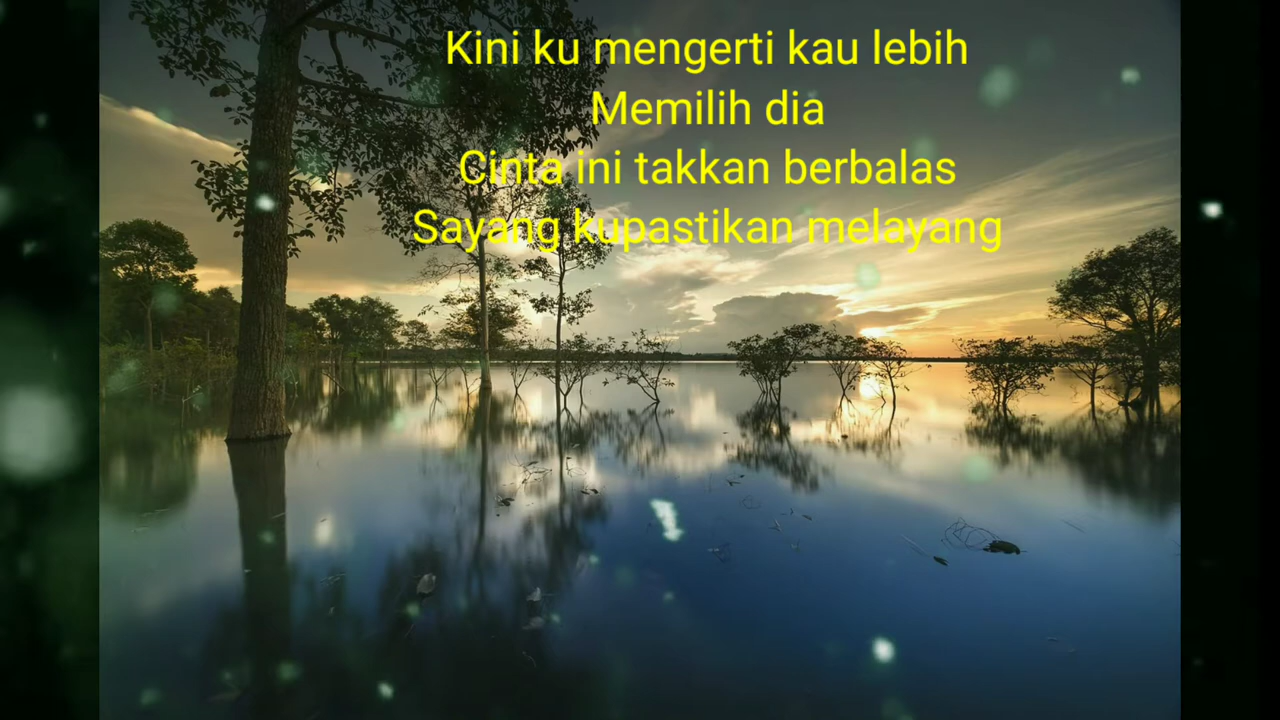 Kini ku mengerti kau lebih
Memilih dia
Cinta ini takkan berbalas
Sayang kupastikan melayang